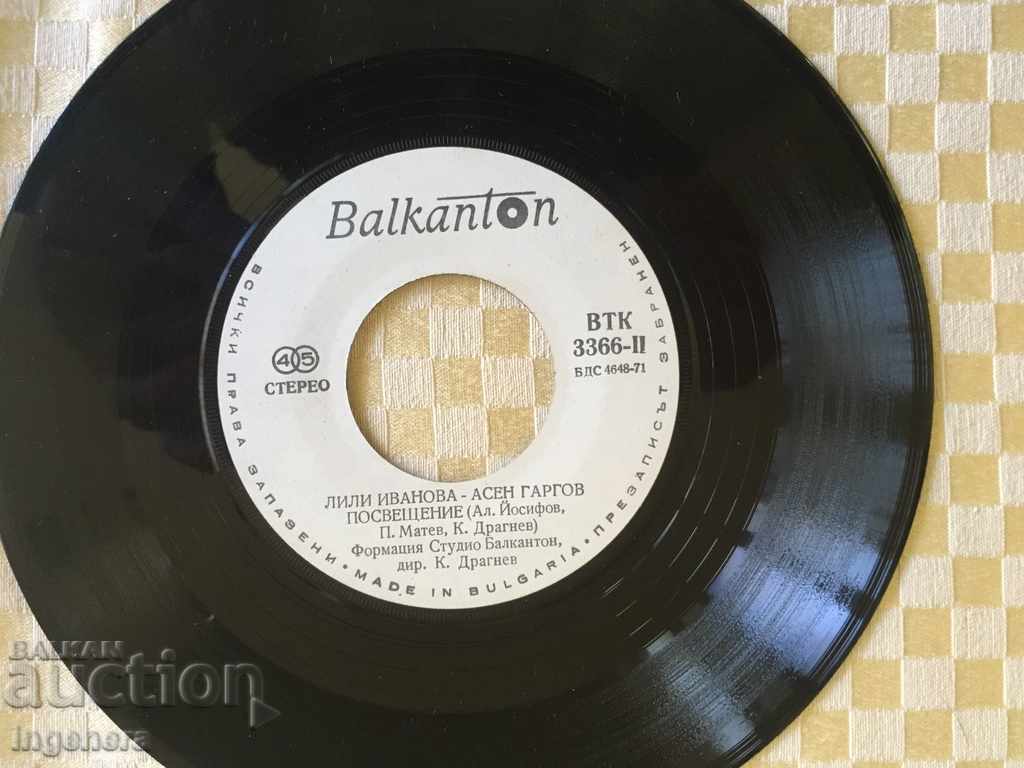 Balkanton
ВТК
3366-II
БДС 4648-71
45
СТЕРЕО
ЛИЛИ ИВАНОВА - АСЕН ГАРГОВ
ПОСВЕЩЕНИЕ (Ал. Йосифов,
П. Матев, К. Драгнев)
Формация Студио Балкантон,
дир. К. Драгнев
ВСИЧКИ ПРАВА ЗАПАЗЕНИ • MADE IN BULGARIA • ПРЕЗАПИСЪТ ЗАБРАНЕН
BALKAN
auction
Ingehora